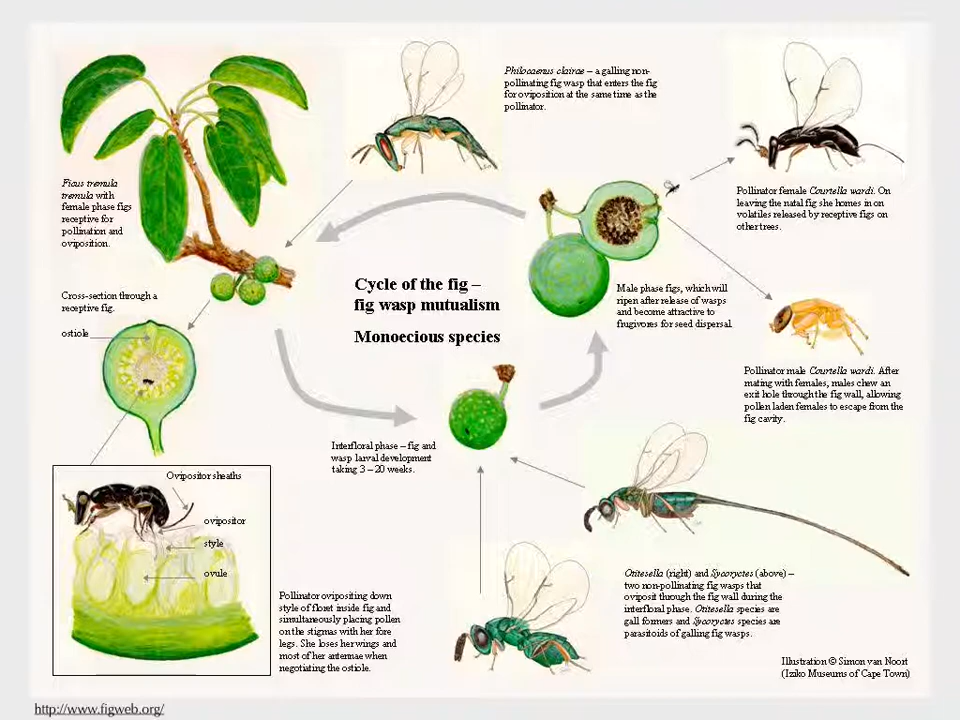 Philocaenus clairae – a galling non-
pollinating fig wasp that enters the fig
for oviposition at the same time as the
pollinator.
Ficus tremula
tremula with
female phase figs
receptive for
pollination and
oviposition.
Pollinator female Courtella wardi. On
leaving the natal fig she homes in on
volatiles released by receptive figs on
other trees.
Cross-section through a
receptive fig.
ostiole
Cycle of the fig –
fig wasp mutualism
Monoecious species
Male phase figs, which will
ripen after release of wasps
and become attractive to
frugivores for seed dispersal.
Pollinator male Courtella wardi. After
mating with females, males chew an
exit hole through the fig wall, allowing
pollen laden females to escape from the
fig cavity.
Interfloral phase – fig and
wasp larval development
taking 3 – 20 weeks.
Ovipositor sheaths
ovipositor
style
ovule
Pollinator ovipositing down
style of floret inside fig and
simultaneously placing pollen
on the stigmas with her fore
legs. She loses her wings and
most of her antennae when
negotiating the ostiole.
Otitesella (right) and Sycoryctes (above) –
two non-pollinating fig wasps that
oviposit through the fig wall during the
interfloral phase. Otitesella species are
gall formers and Sycoryctes species are
parasitoids of galling fig wasps.
Illustration © Simon van Noort
(Iziko Museums of Cape Town)
http://www.figweb.org/